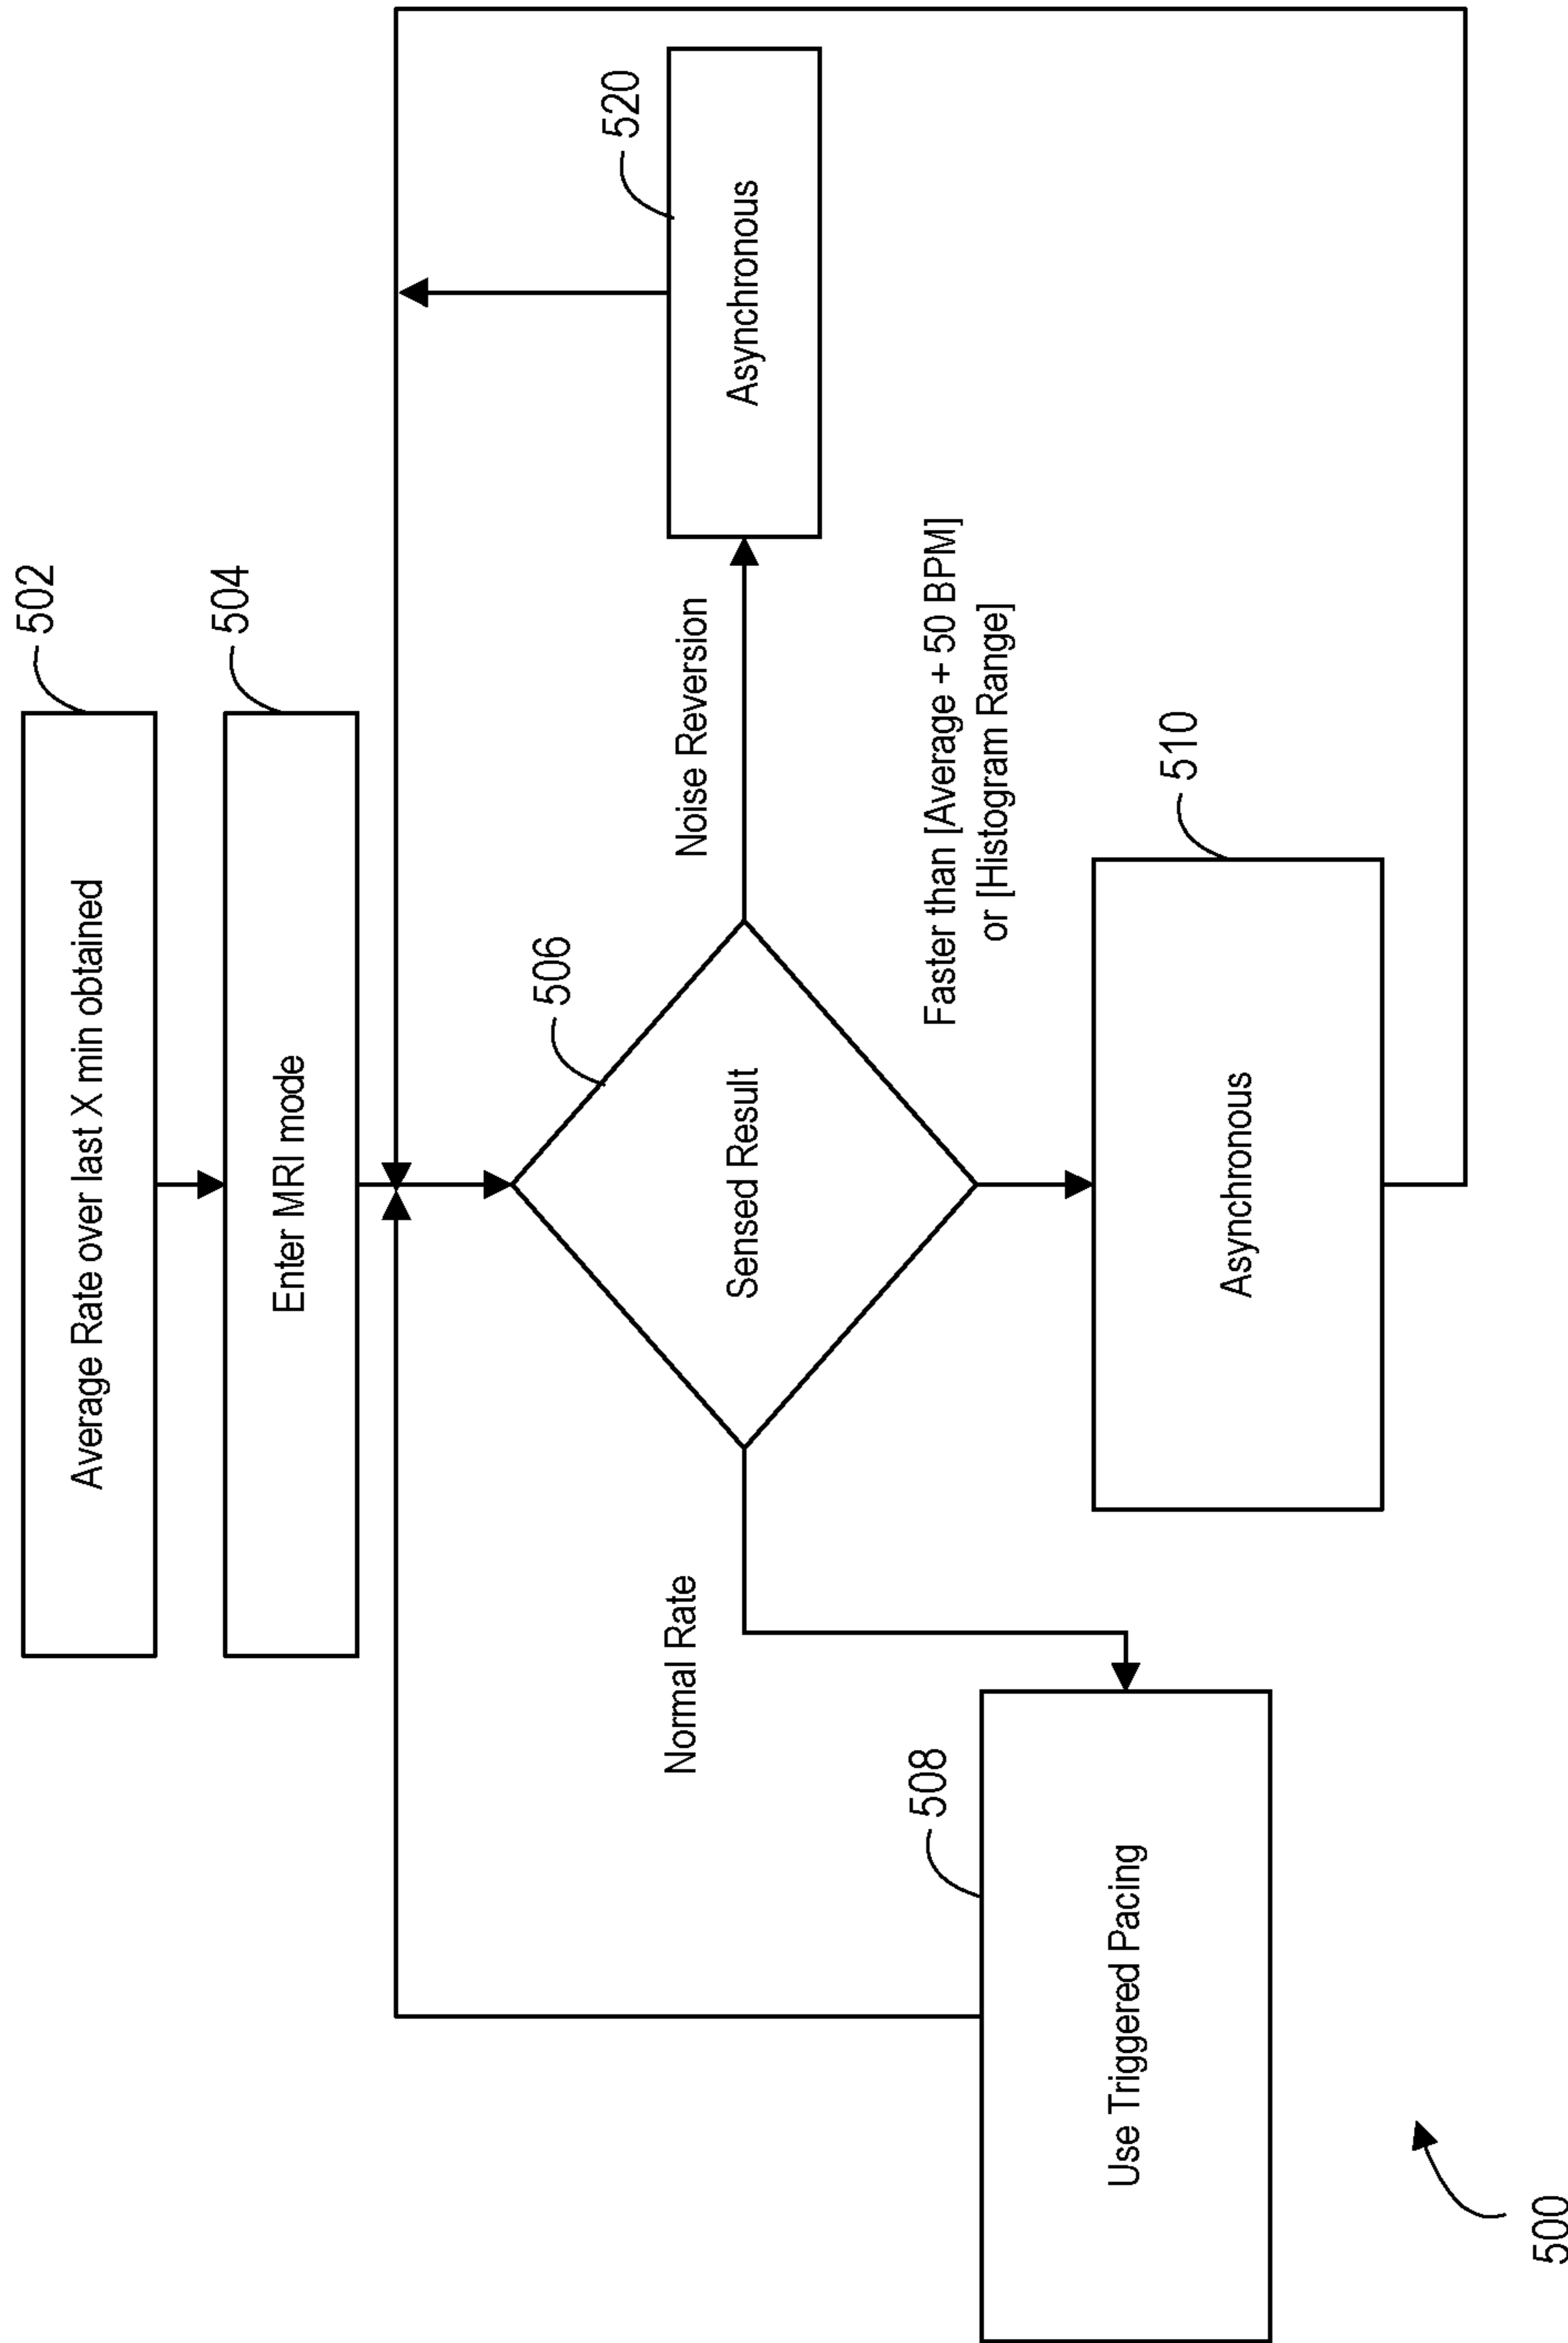 Average Rate over last X min obtained
502
Enter MRI mode
504
506
Sensed Result
Normal Rate
Noise Reversion
Asynchronous
520
Faster than [Average + 50 BPM]
or [Histogram Range]
508
Use Triggered Pacing
Asynchronous
510
500